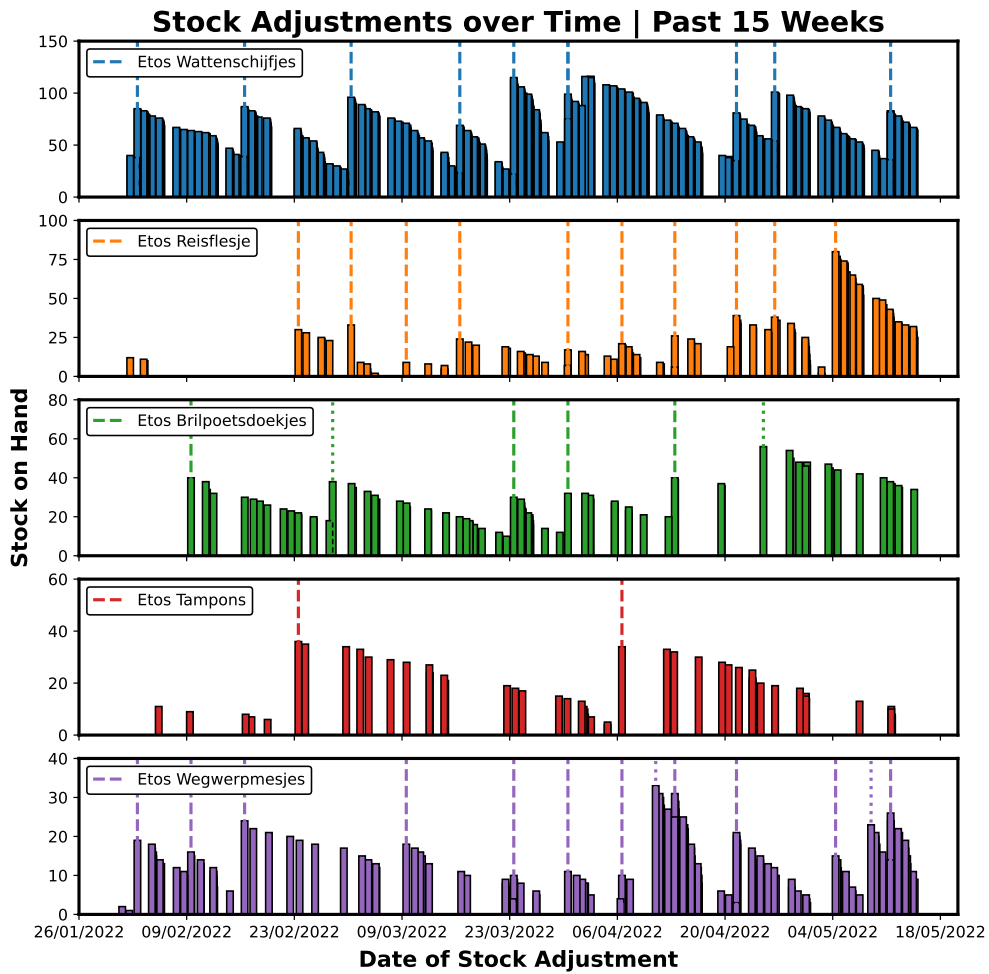 Stock Adjustments over Time | Past 15 Weeks
150
100
50
0
Etos Wattenschijfjes
100
75
50
25
0
Etos Reisflesje
80
60
40
20
0
Etos Brilpoetsdoekjes
Stock on Hand
60
40
20
0
Etos Tampons
40
30
20
10
0
Etos Wegwerpmesjes
26/01/2022 09/02/2022 23/02/2022 09/03/2022 23/03/2022 06/04/2022 20/04/2022 04/05/2022 18/05/2022
Date of Stock Adjustment